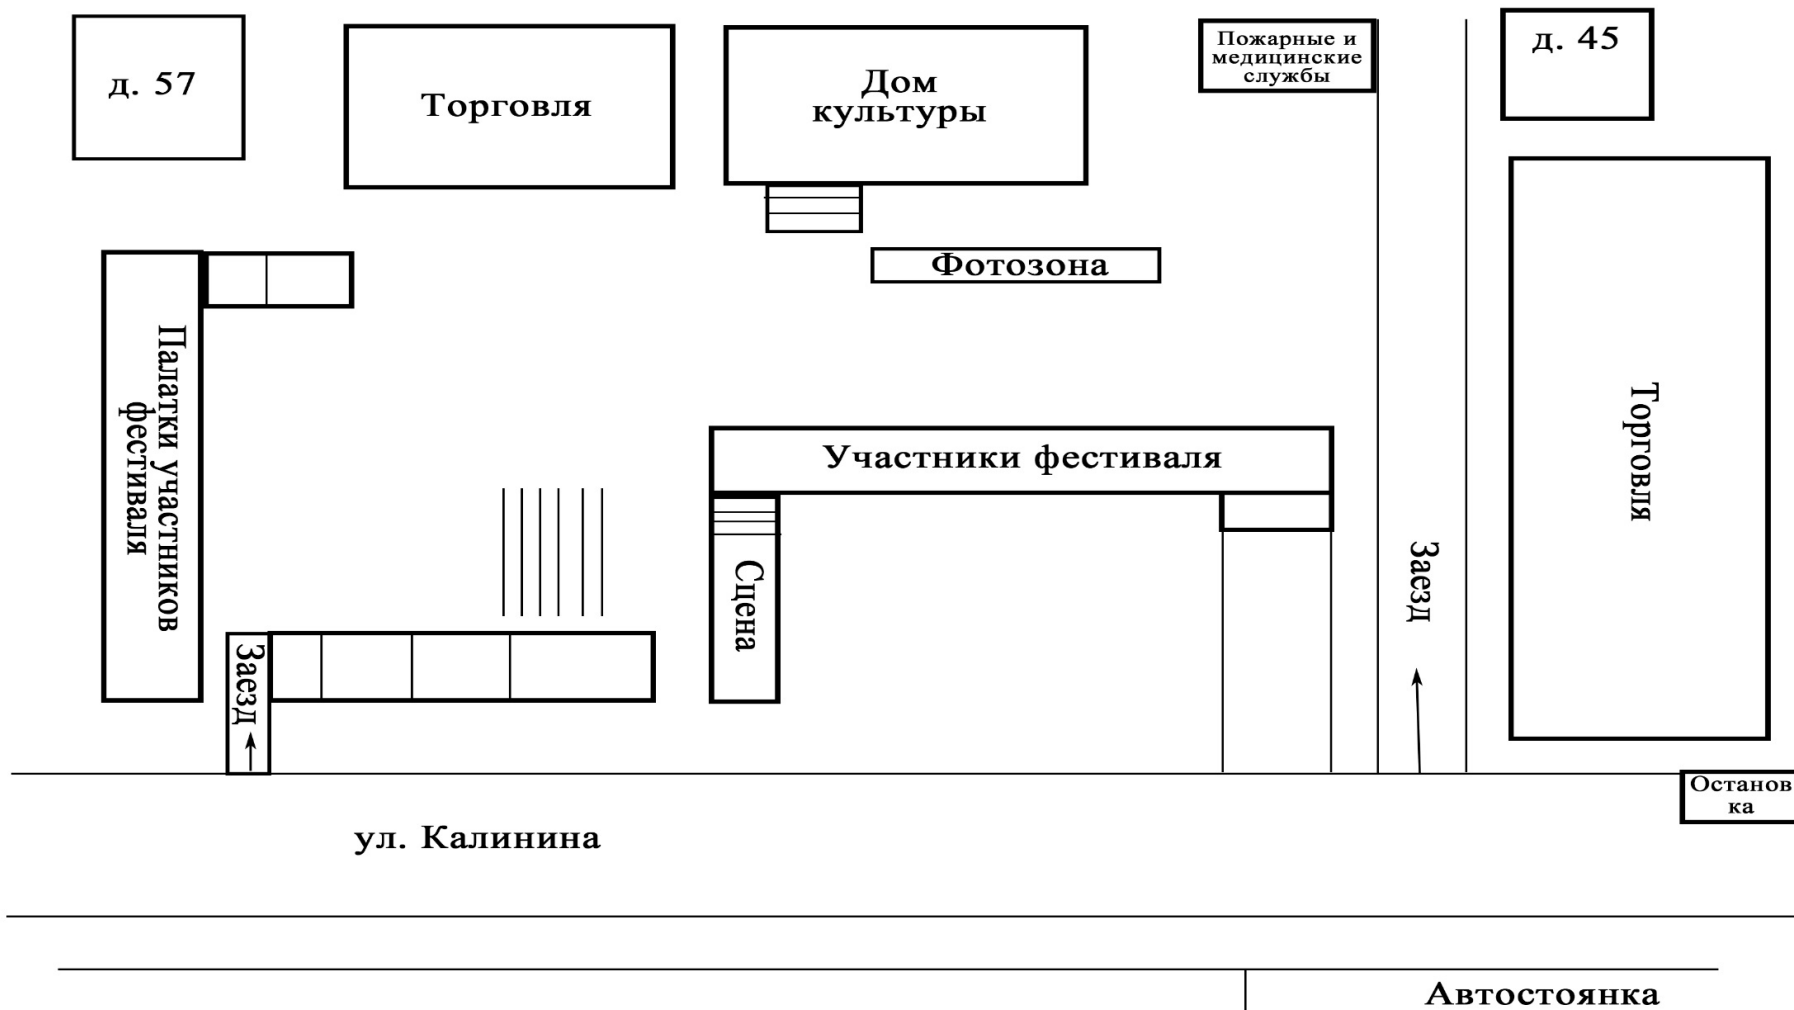 д. 57
Торговля
Дом
культуры
Пожарные и
медицинские
службы
д. 45
Фотозона
Палатки участников
фестиваля
Участники фестиваля
Торговля
Сцена
Заезд
Заезд
Останов
ка
ул. Калинина
Автостоянка